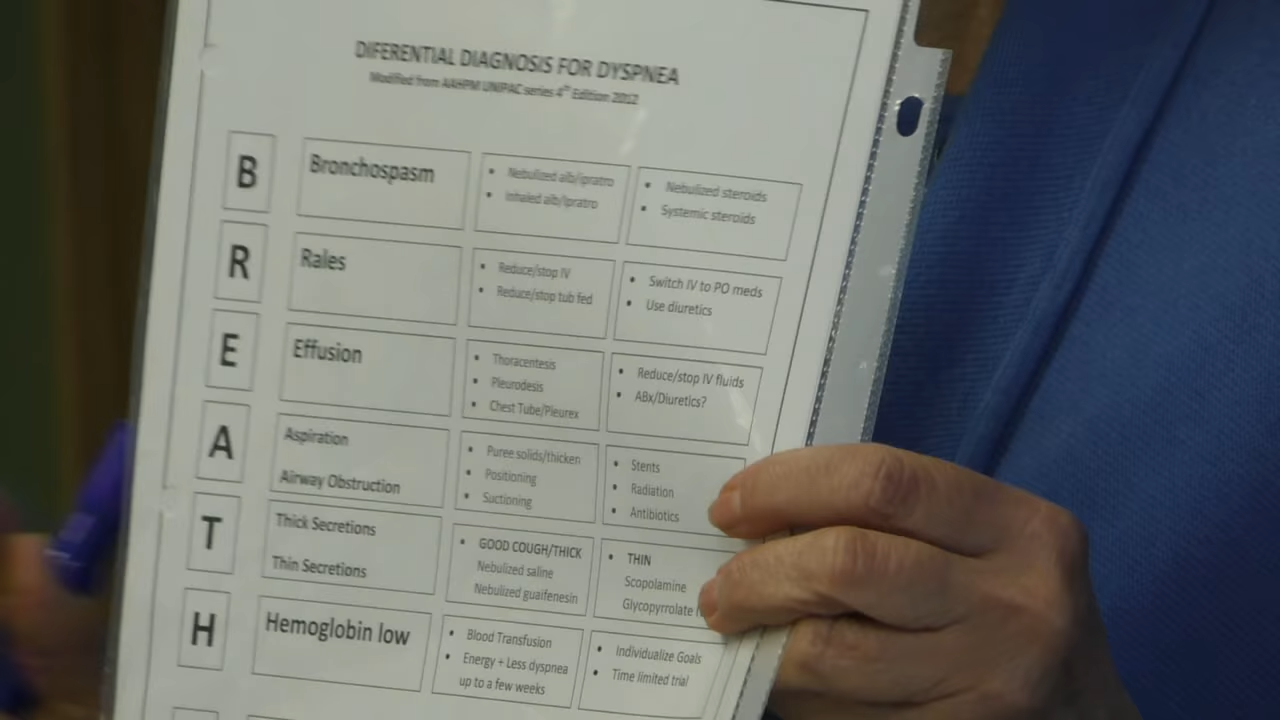 DIFERENTIAL DIAGNOSIS FOR DYSPNEA
Modified from AAHPM UNIPAC series 4th Edition 2012
B
Bronchospasm
• Nebulized alb/ipratro
• Inhaled alb/ipratro
• Nebulized steroids
• Systemic steroids
R
Rales
• Reduce/stop IV
• Reduce/stop tub fed
• Switch IV to PO meds
• Use diuretics
E
Effusion
• Thoracentesis
• Pleurodesis
• Chest Tube/Pleurex
• Reduce/stop IV fluids
• ABx/Diuretics?
A
Aspiration
Airway Obstruction
• Puree solids/thicken
• Positioning
• Suctioning
• Stents
• Radiation
• Antibiotics
T
Thick Secretions
Thin Secretions
• GOOD COUGH/THICK
Nebulized saline
Nebulized guaifenesin
• THIN
Scopolamine
Glycopyrrolate
H
Hemoglobin low
• Blood Transfusion
• Energy + Less dyspnea
up to a few weeks
• Individualize Goals
• Time limited trial